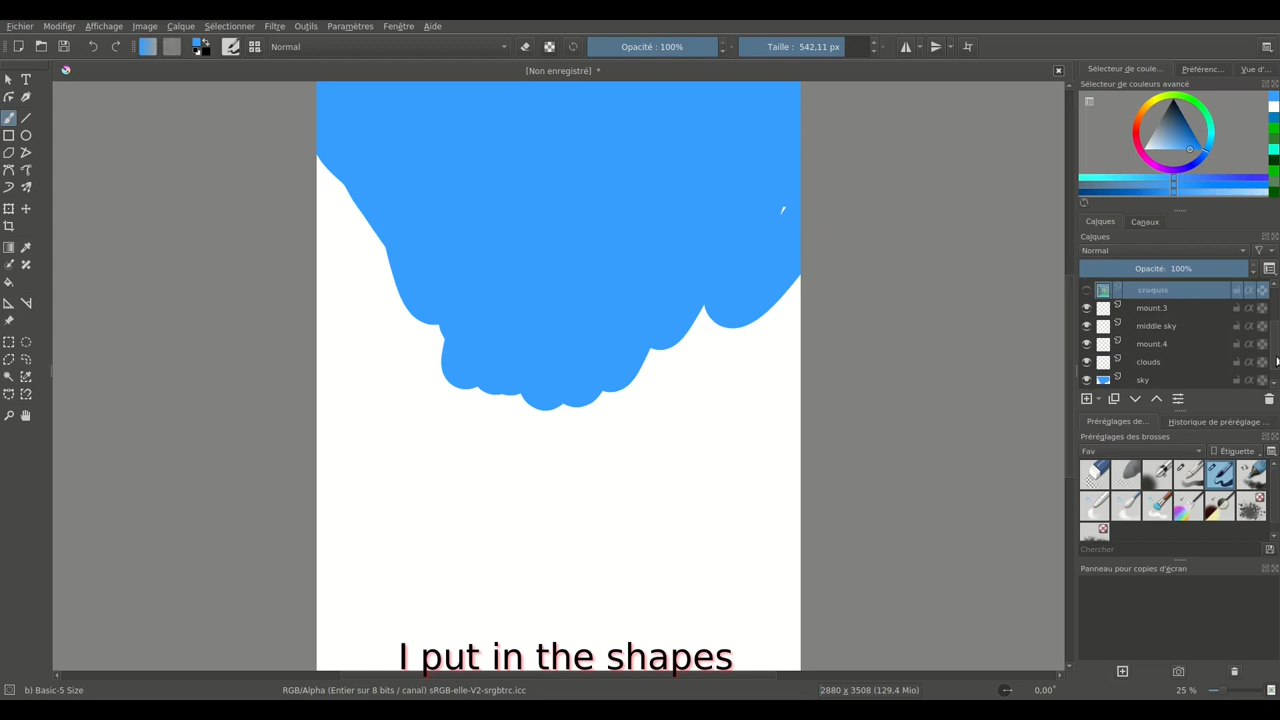 Fichier Modifier Affichage Image Calque Sélectionner Filtre Outils Paramètres Fenêtre Aide
Normal Opacité : 100% Taille : 542,11 px
[Non enregistré] *
Sélecteur de coule... Préférenc... Vue d'...
Sélecteur de couleurs avancé
Calques Canaux
Calques
Normal
Opacité: 100%
croquis
mount.3
middle sky
mount.4
clouds
sky
Préréglages de... Historique de préréglage ...
Préréglages des brosses
Fav Étiquette
Chercher
Panneau pour copies d'écran
I put in the shapes
b) Basic-5 Size RGB/Alpha (Entier sur 8 bits / canal) sRGB-elle-V2-srgbtrc.icc 2880 x 3508 (129,4 Mio) 0,00° 25 %